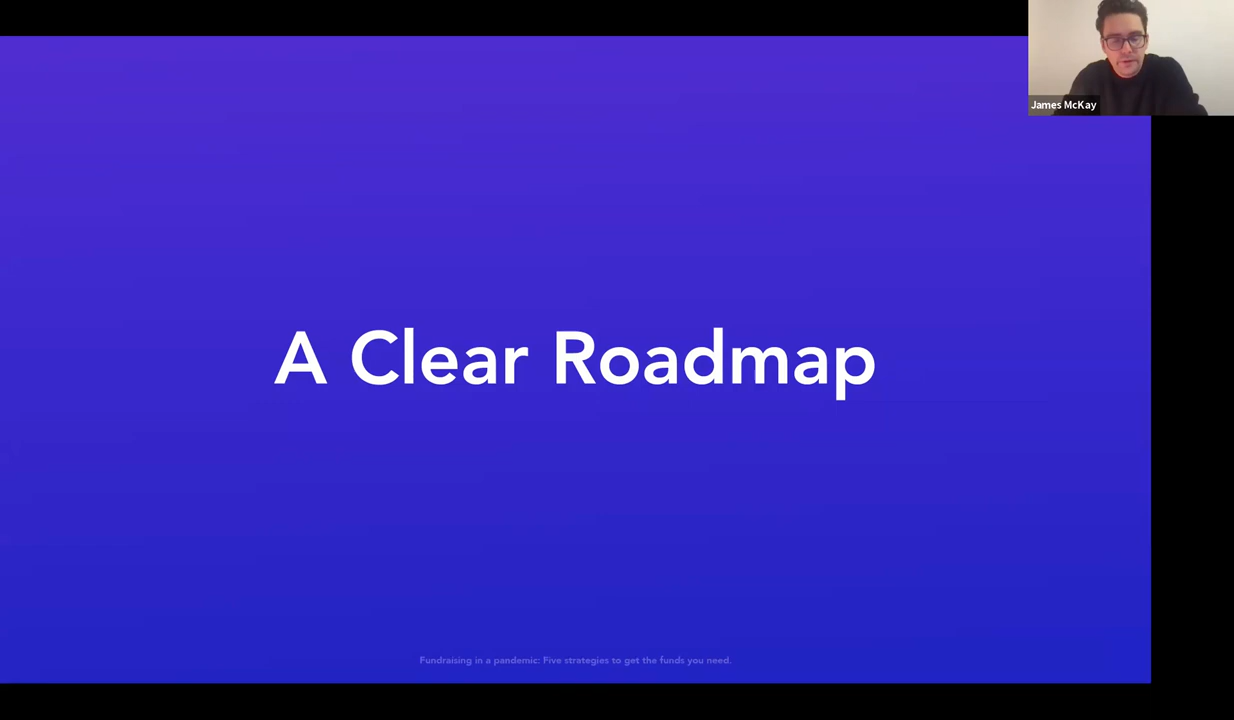 James McKay
A Clear Roadmap
Fundraising in a pandemic: Five strategies to get the funds you need.